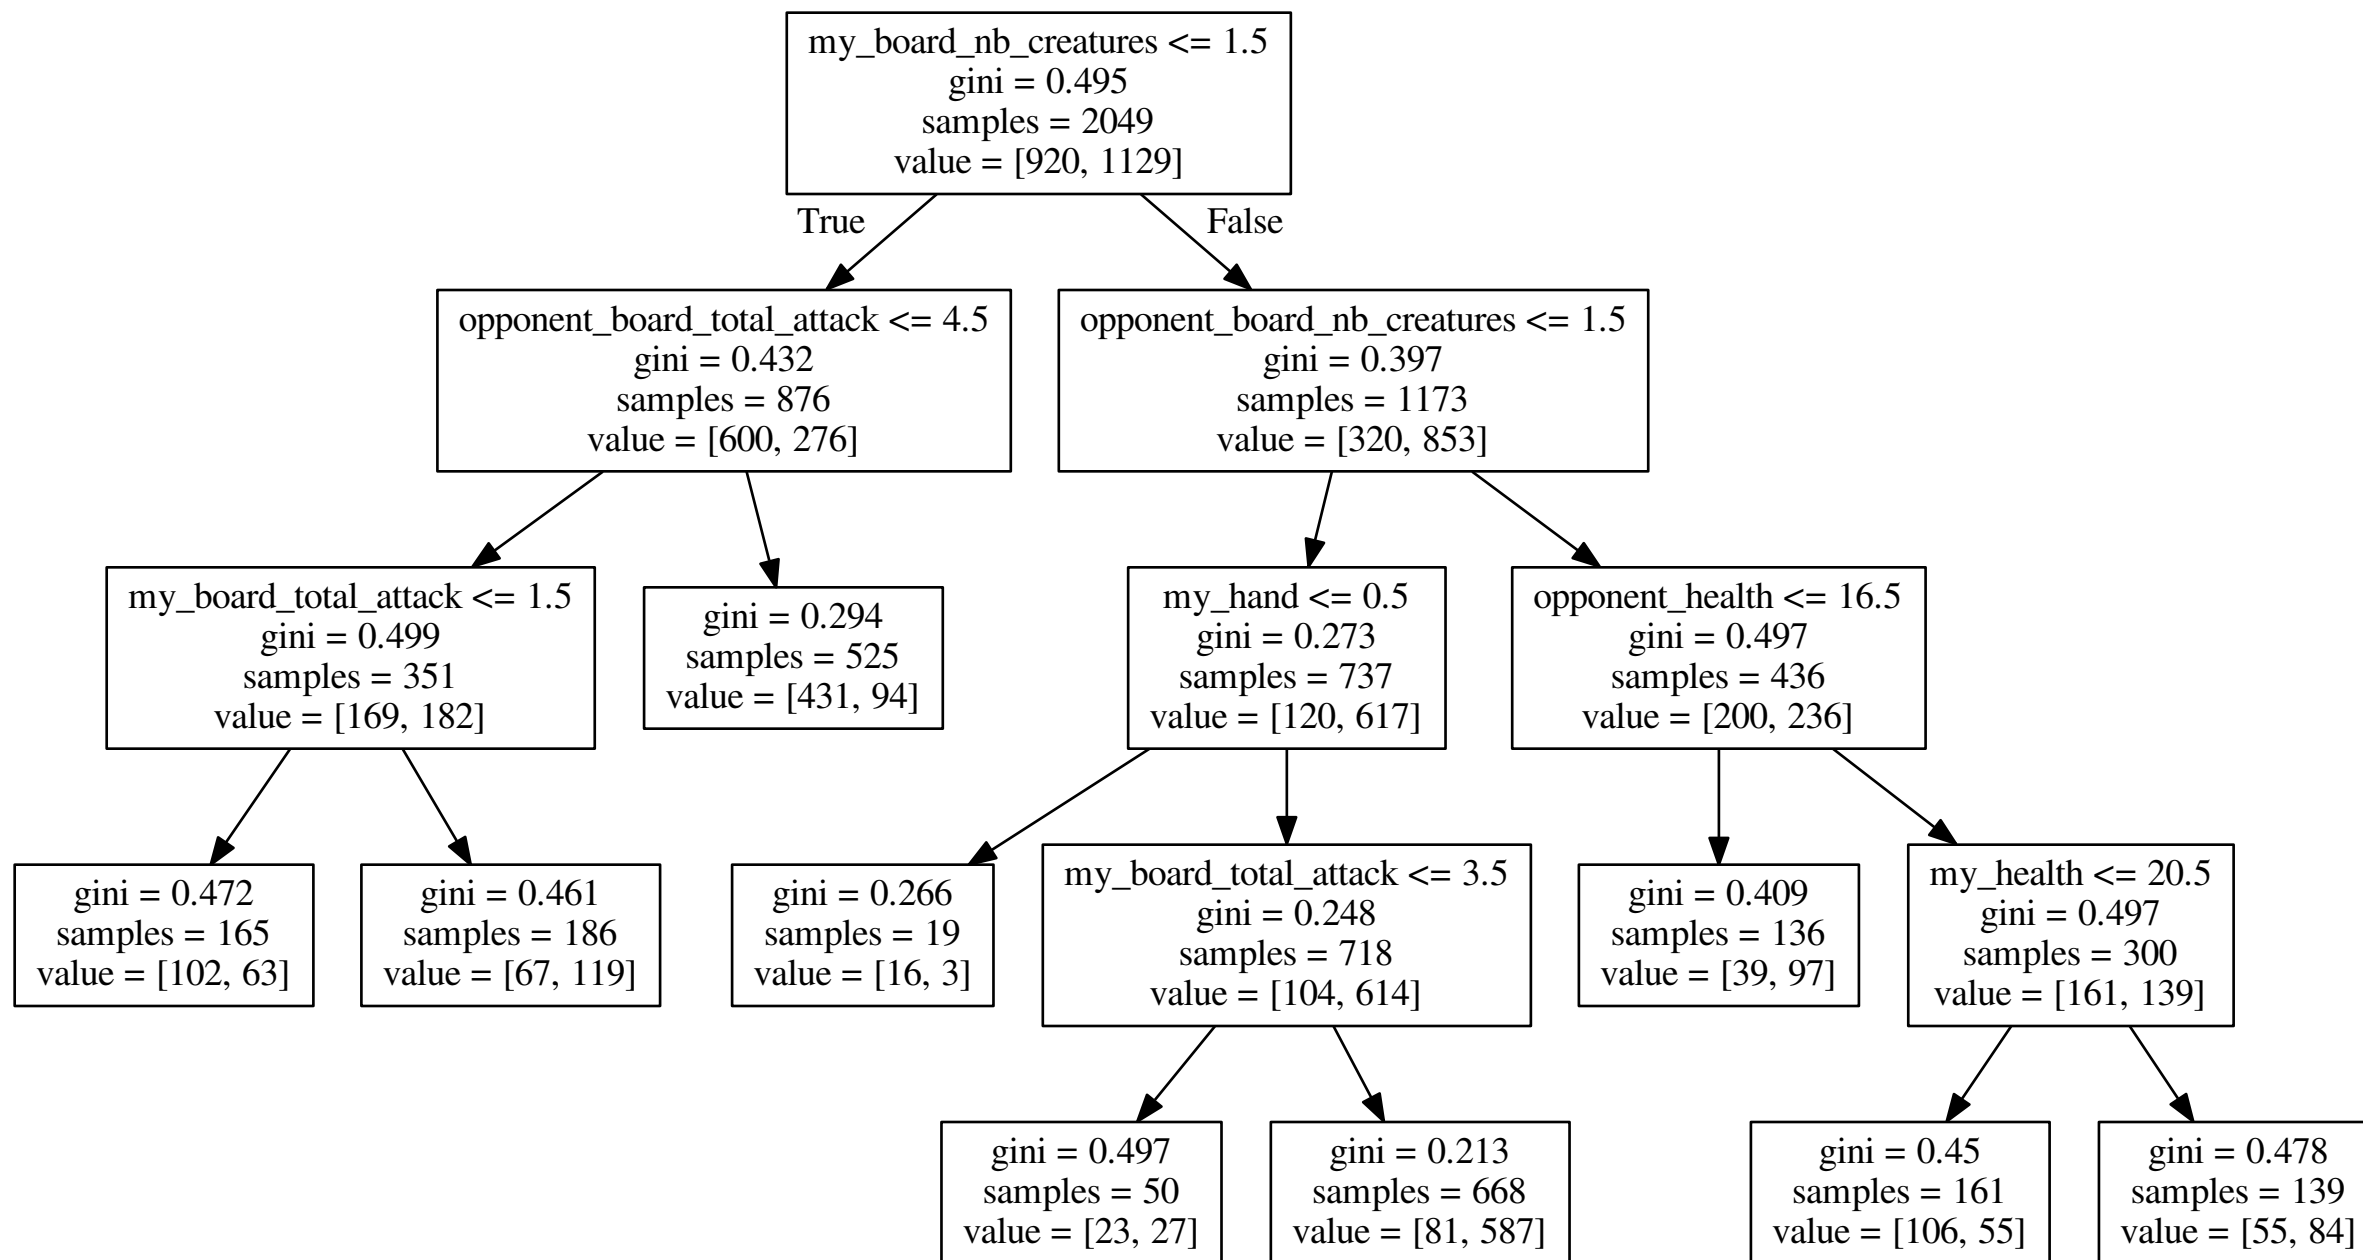 my_board_nb_creatures <= 1.5
gini = 0.495
samples = 2049
value = [920, 1129]
True
False
opponent_board_total_attack <= 4.5
gini = 0.432
samples = 876
value = [600, 276]
opponent_board_nb_creatures <= 1.5
gini = 0.397
samples = 1173
value = [320, 853]
my_board_total_attack <= 1.5
gini = 0.499
samples = 351
value = [169, 182]
gini = 0.294
samples = 525
value = [431, 94]
my_hand <= 0.5
gini = 0.273
samples = 737
value = [120, 617]
opponent_health <= 16.5
gini = 0.497
samples = 436
value = [200, 236]
gini = 0.472
samples = 165
value = [102, 63]
gini = 0.461
samples = 186
value = [67, 119]
gini = 0.266
samples = 19
value = [16, 3]
my_board_total_attack <= 3.5
gini = 0.248
samples = 718
value = [104, 614]
gini = 0.409
samples = 136
value = [39, 97]
my_health <= 20.5
gini = 0.497
samples = 300
value = [161, 139]
gini = 0.497
samples = 50
value = [23, 27]
gini = 0.213
samples = 668
value = [81, 587]
gini = 0.45
samples = 161
value = [106, 55]
gini = 0.478
samples = 139
value = [55, 84]